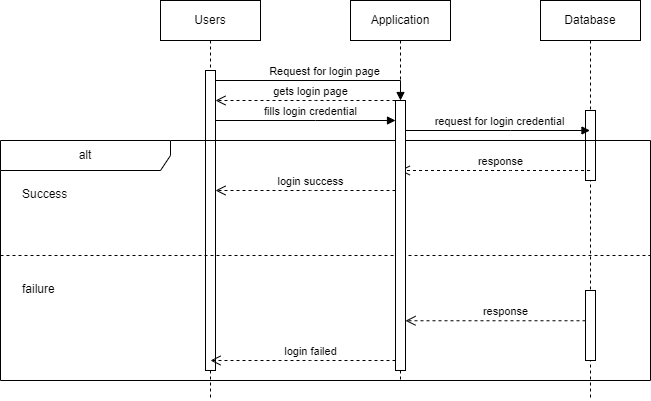 Users
Application
Database
Request for login page
gets login page
fills login credential
request for login credential
alt
response
login success
Success
failure
response
login failed